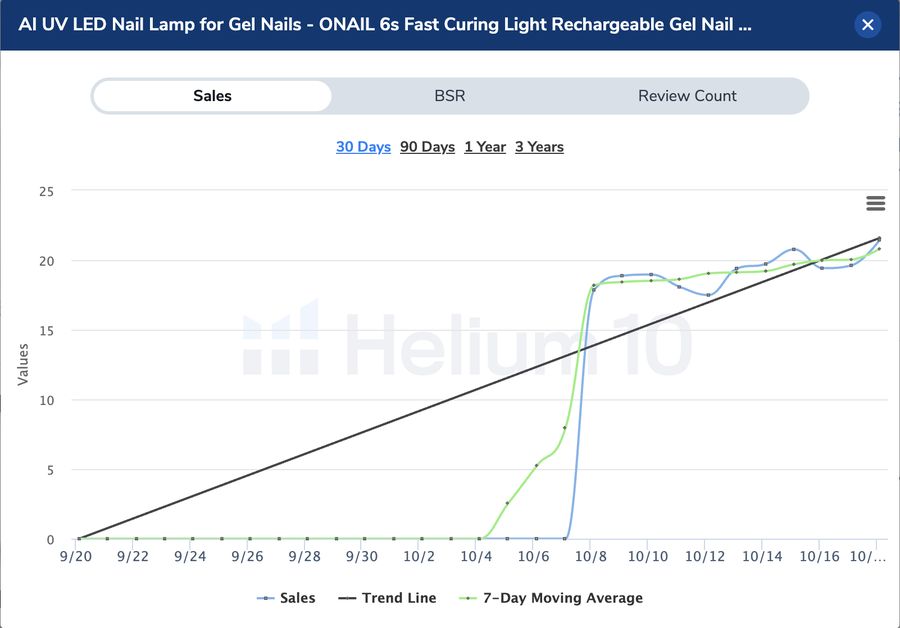 AI UV LED Nail Lamp for Gel Nails - ONAIL 6s Fast Curing Light Rechargeable Gel Nail ...
Sales BSR Review Count
30 Days 90 Days 1 Year 3 Years
25
20
15
10
5
0
Values
Helium 10
9/20 9/22 9/24 9/26 9/28 9/30 10/2 10/4 10/6 10/8 10/10 10/12 10/14 10/16 10/...
Sales Trend Line 7-Day Moving Average